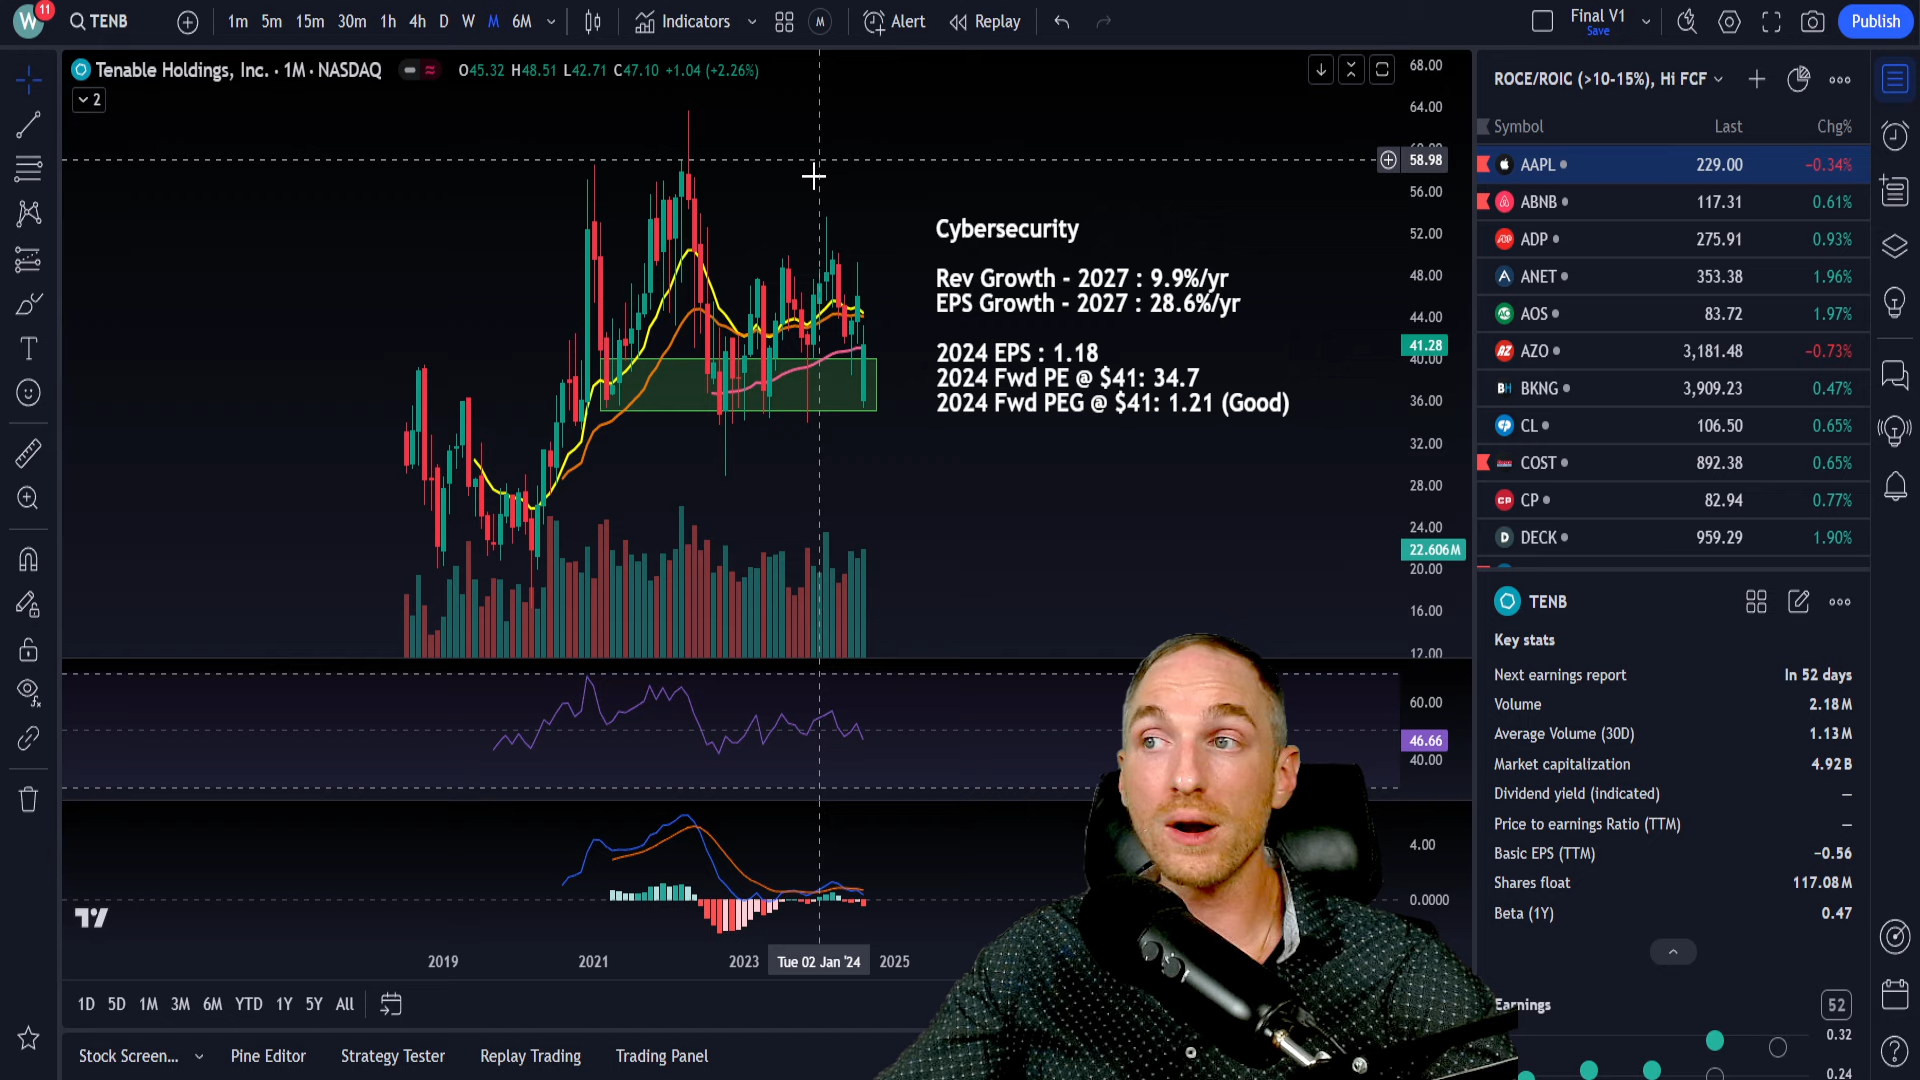 W
11
TENB
1m 5m 15m 30m 1h 4h D W M 6M
Indicators
M
Alert
Replay
Final V1
Save
Publish
Tenable Holdings, Inc. · 1M · NASDAQ
O45.32 H48.51 L42.71 C47.10 +1.04 (+2.26%)
2
68.00
64.00
58.98
56.00
52.00
48.00
44.00
41.28
40.00
36.00
32.00
28.00
24.00
22.606M
20.00
16.00
12.00
60.00
46.66
40.00
4.00
0.0000
Cybersecurity
Rev Growth - 2027 : 9.9%/yr
EPS Growth - 2027 : 28.6%/yr
2024 EPS : 1.18
2024 Fwd PE @ $41: 34.7
2024 Fwd PEG @ $41: 1.21 (Good)
2019 2021 2023 Tue 02 Jan '24 2025
1D 5D 1M 3M 6M YTD 1Y 5Y All
Stock Screen... Pine Editor Strategy Tester Replay Trading Trading Panel
ROCE/ROIC (>10-15%), Hi FCF
Symbol Last Chg%
AAPL 229.00 −0.34%
ABNB 117.31 0.61%
ADP 275.91 0.93%
ANET 353.38 1.96%
AOS 83.72 1.97%
AZO 3,181.48 −0.73%
BKNG 3,909.23 0.47%
CL 106.50 0.65%
COST 892.38 0.65%
CP 82.94 0.77%
DECK 959.29 1.90%
TENB
Key stats
Next earnings report In 52 days
Volume 2.18M
Average Volume (30D) 1.13M
Market capitalization 4.92B
Dividend yield (indicated) —
Price to earnings Ratio (TTM) —
Basic EPS (TTM) −0.56
Shares float 117.08M
Beta (1Y) 0.47
Earnings 52
0.32
0.24